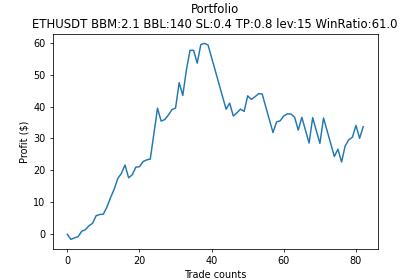 Portfolio
ETHUSDT BBM:2.1 BBL:140 SL:0.4 TP:0.8 lev:15 WinRatio:61.0
60
50
40
30
20
10
0
Profit ($)
0 20 40 60 80
Trade counts